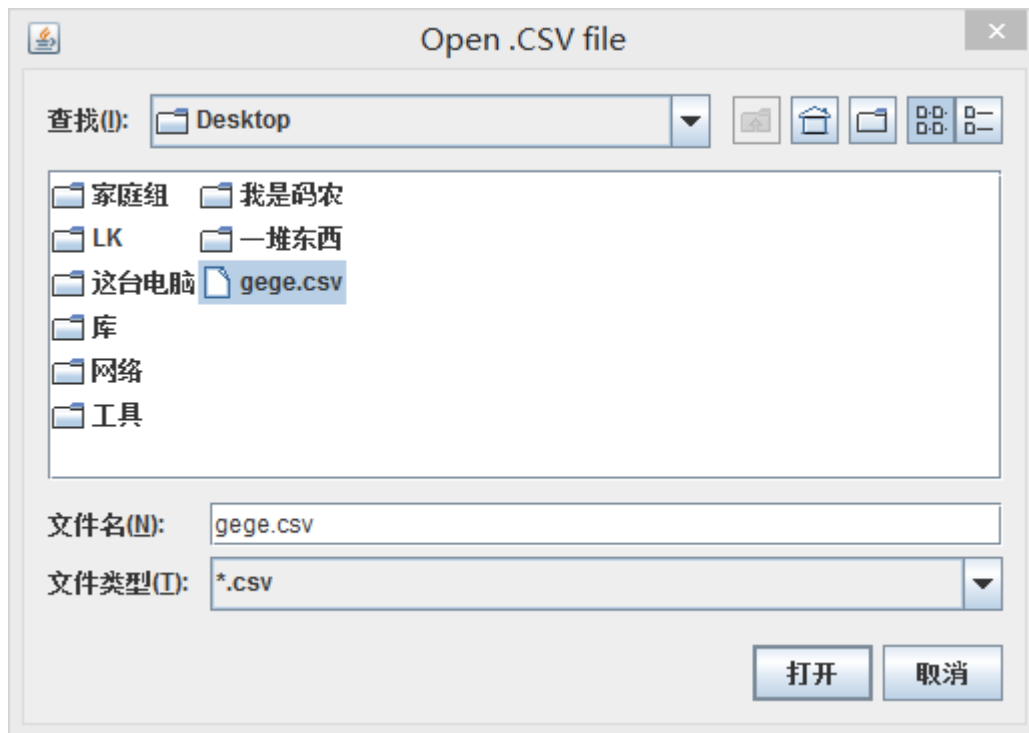 Open .CSV file
查找(I): Desktop
家庭组 我是码农
LK 一堆东西
这台电脑 gege.csv
库
网络
工具
文件名(N): gege.csv
文件类型(T): *.csv
打开 取消